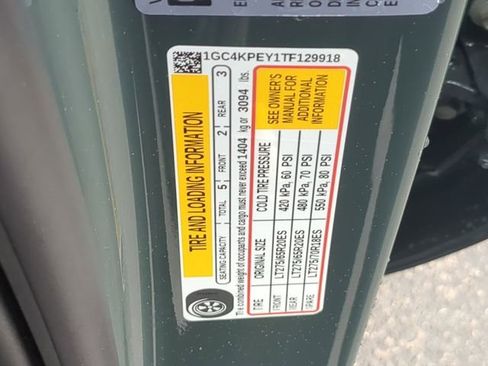 1GC4KPEY1TF129918
TIRE AND LOADING INFORMATION
SEATING CAPACITY | TOTAL 5 | FRONT 2 | REAR 3
The combined weight of occupants and cargo must never exceed 1404 kg or 3094 lbs.
TIRE ORIGINAL SIZE COLD TIRE PRESSURE
FRONT LT275/65R20ES 420 kPa, 60 PSI
REAR LT275/65R20ES 480 kPa, 70 PSI
SPARE LT275/70R18ES 550 kPa, 80 PSI
SEE OWNER'S
MANUAL FOR
ADDITIONAL
INFORMATION